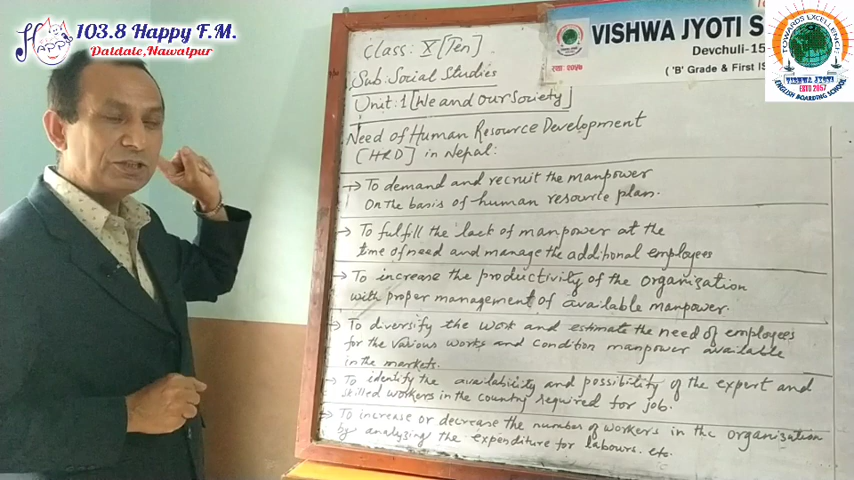 HAPPY
103.8 Happy F.M.
Daldale,Nawalpur
VISHWA JYOTI S
Devchuli-15
( 'B' Grade & First IS
TOWARDS EXCELLENCE
VISHWA JYOTI
ESTD 2057
ENGLISH BOARDING SCHOOL
Class: X [Ten]
Sub: Social Studies
Unit: 1 [We and Our Society]
Need of Human Resource Development
[HRD] in Nepal:
→ To demand and recruit the manpower
On the basis of human resource plan.
→ To fulfill the lack of manpower at the
time of need and manage the additional employees
→ To increase the productivity of the organization
with proper management of available manpower.
→ To diversify the work and estimate the need of employees
for the various works and condition manpower available
in the markets.
→ To identify the availability and possibility of the expert and
skilled workers in the country required for job.
→ To increase or decrease the number of workers in the organization
by analyzing the expenditure for labours. etc.